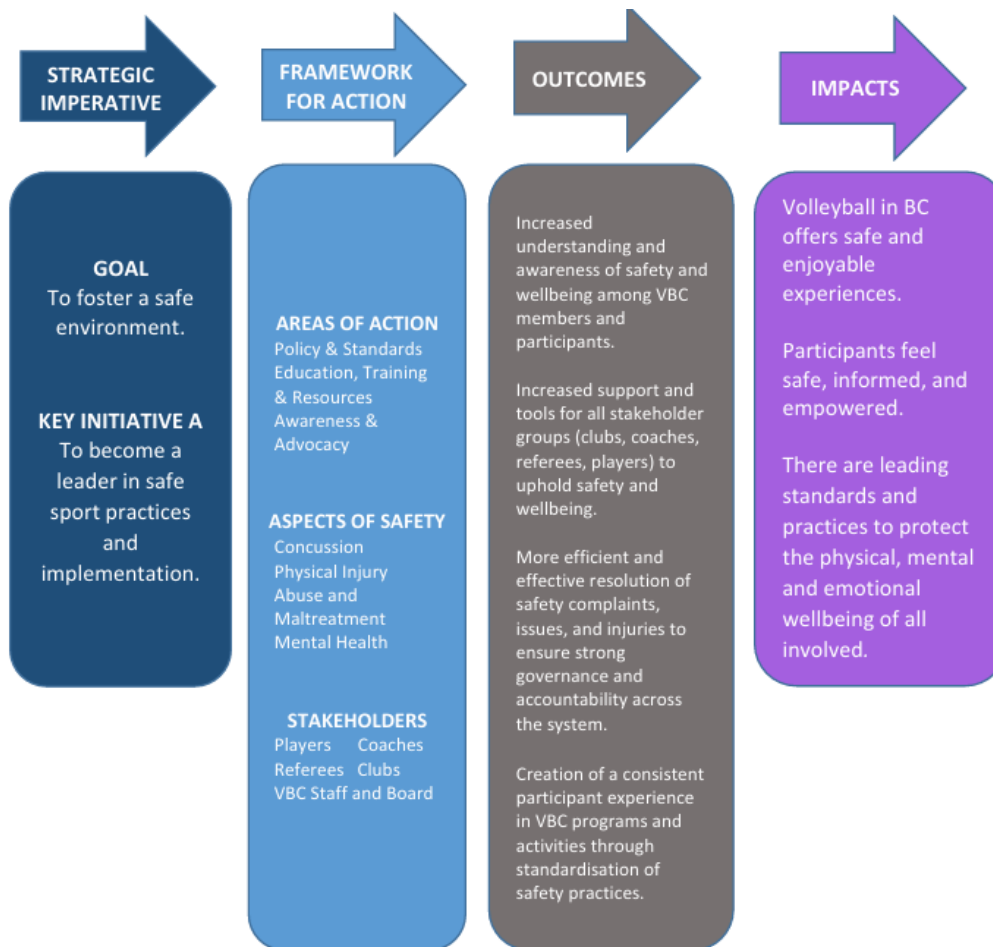 STRATEGIC
IMPERATIVE
FRAMEWORK
FOR ACTION
OUTCOMES
IMPACTS
GOAL
To foster a safe
environment.
KEY INITIATIVE A
To become a
leader in safe
sport practices
and
implementation.
AREAS OF ACTION
Policy & Standards
Education, Training
& Resources
Awareness &
Advocacy
ASPECTS OF SAFETY
Concussion
Physical Injury
Abuse and
Maltreatment
Mental Health
STAKEHOLDERS
Players Coaches
Referees Clubs
VBC Staff and Board
Increased
understanding and
awareness of safety and
wellbeing among VBC
members and
participants.
Increased support and
tools for all stakeholder
groups (clubs, coaches,
referees, players) to
uphold safety and
wellbeing.
More efficient and
effective resolution of
safety complaints,
issues, and injuries to
ensure strong
governance and
accountability across
the system.
Creation of a consistent
participant experience
in VBC programs and
activities through
standardisation of
safety practices.
Volleyball in BC
offers safe and
enjoyable
experiences.
Participants feel
safe, informed, and
empowered.
There are leading
standards and
practices to protect
the physical, mental
and emotional
wellbeing of all
involved.